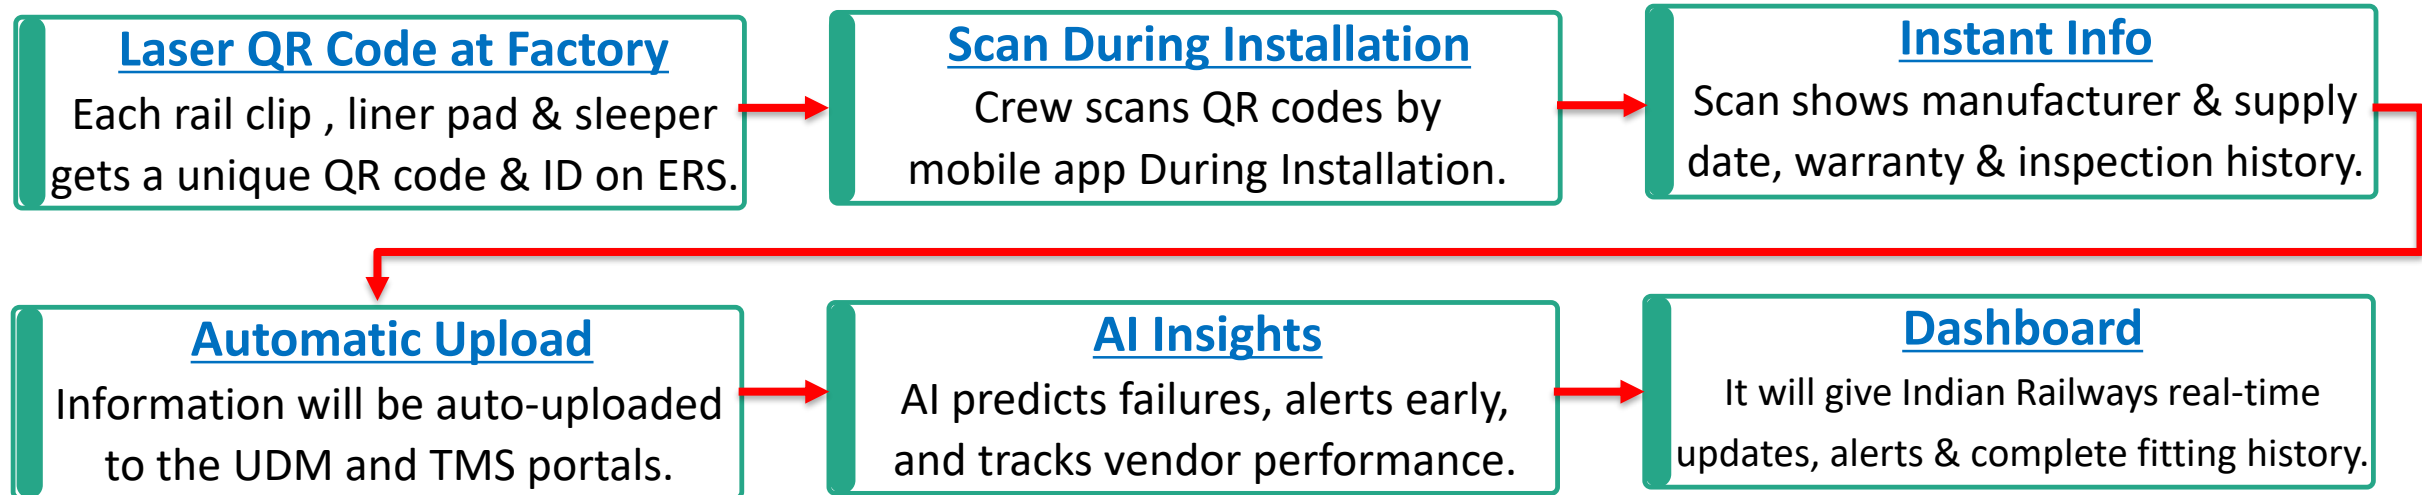 Laser QR Code at Factory
Each rail clip , liner pad & sleeper
gets a unique QR code & ID on ERS.
Scan During Installation
Crew scans QR codes by
mobile app During Installation.
Instant Info
Scan shows manufacturer & supply
date, warranty & inspection history.
Automatic Upload
Information will be auto-uploaded
to the UDM and TMS portals.
AI Insights
AI predicts failures, alerts early,
and tracks vendor performance.
Dashboard
It will give Indian Railways real-time
updates, alerts & complete fitting history.